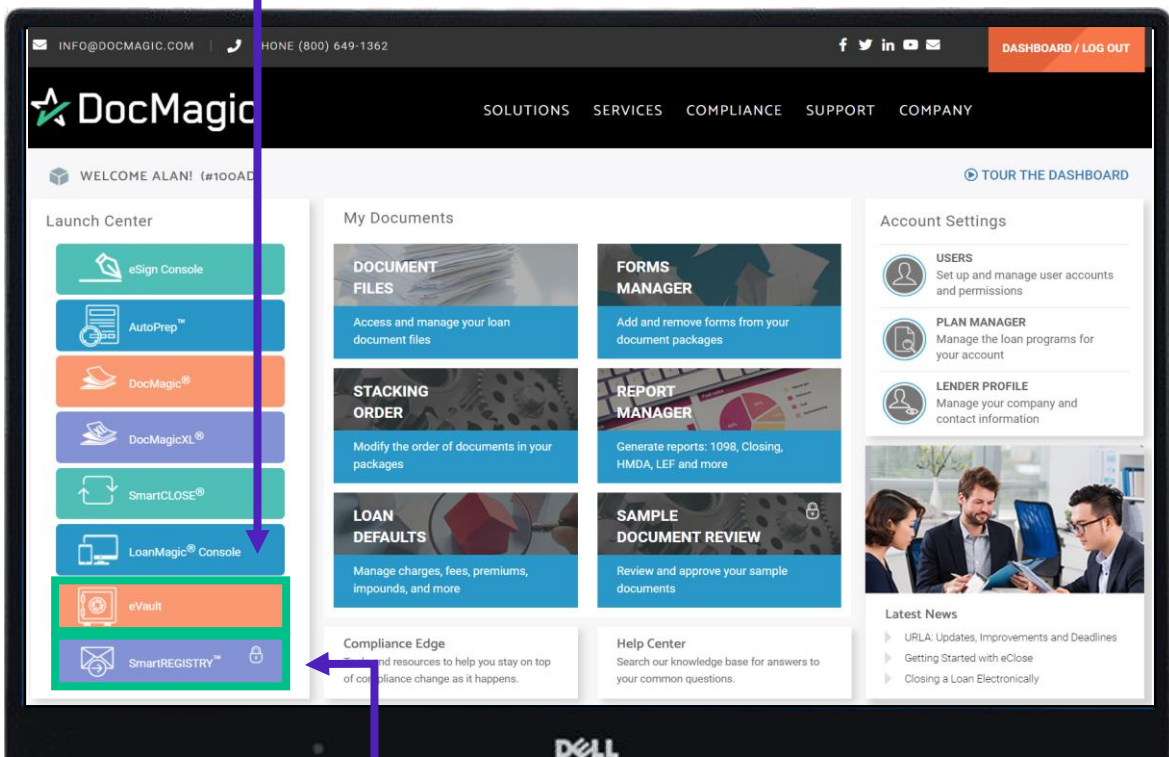 INFO@DOCMAGIC.COM | HONE (800) 649-1362
DASHBOARD / LOG OUT
DocMagic
SOLUTIONS SERVICES COMPLIANCE SUPPORT COMPANY
WELCOME ALAN! (#100AD
TOUR THE DASHBOARD
Launch Center
eSign Console
AutoPrep™
DocMagic®
DocMagicXL®
SmartCLOSE®
LoanMagic® Console
eVault
SmartREGISTRY™
My Documents
DOCUMENT
FILES
Access and manage your loan
document files
FORMS
MANAGER
Add and remove forms from your
document packages
STACKING
ORDER
Modify the order of documents in your
packages
REPORT
MANAGER
Generate reports: 1098, Closing,
HMDA, LEF and more
LOAN
DEFAULTS
Manage charges, fees, premiums,
impounds, and more
SAMPLE
DOCUMENT REVIEW
Review and approve your sample
documents
Compliance Edge
and resources to help you stay on top
of compliance change as it happens.
Help Center
Search our knowledge base for answers to
your common questions.
Account Settings
USERS
Set up and manage user accounts
and permissions
PLAN MANAGER
Manage the loan programs for
your account
LENDER PROFILE
Manage your company and
contact information
Latest News
URLA: Updates, Improvements and Deadlines
Getting Started with eClose
Closing a Loan Electronically
DELL